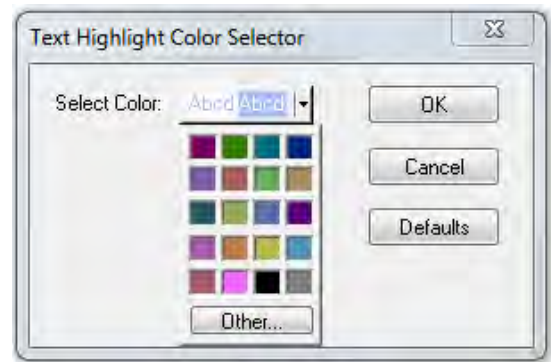 Text Highlight Color Selector
Select Color: Abcd Abcd OK
Cancel
Defaults
Other...